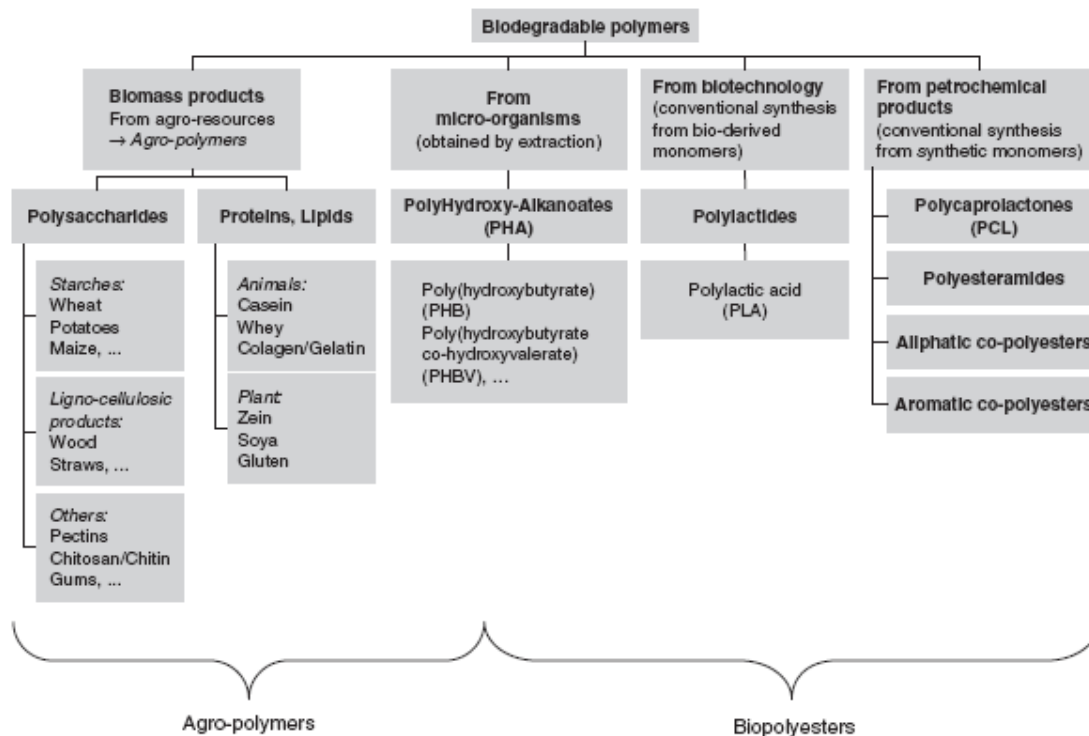 Biodegradable polymers
Biomass products
From agro-resources
→ Agro-polymers
From
micro-organisms
(obtained by extraction)
From biotechnology
(conventional synthesis
from bio-derived
monomers)
From petrochemical
products
(conventional synthesis
from synthetic monomers)
Polysaccharides
Proteins, Lipids
PolyHydroxy-Alkanoates
(PHA)
Polylactides
Polycaprolactones
(PCL)
Starches:
Wheat
Potatoes
Maize, ...
Animals:
Casein
Whey
Colagen/Gelatin
Poly(hydroxybutyrate)
(PHB)
Poly(hydroxybutyrate
co-hydroxyvalerate)
(PHBV), ...
Polylactic acid
(PLA)
Polyesteramides
Aliphatic co-polyesters
Aromatic co-polyesters
Ligno-cellulosic
products:
Wood
Straws, ...
Plant:
Zein
Soya
Gluten
Others:
Pectins
Chitosan/Chitin
Gums, ...
Agro-polymers
Biopolyesters